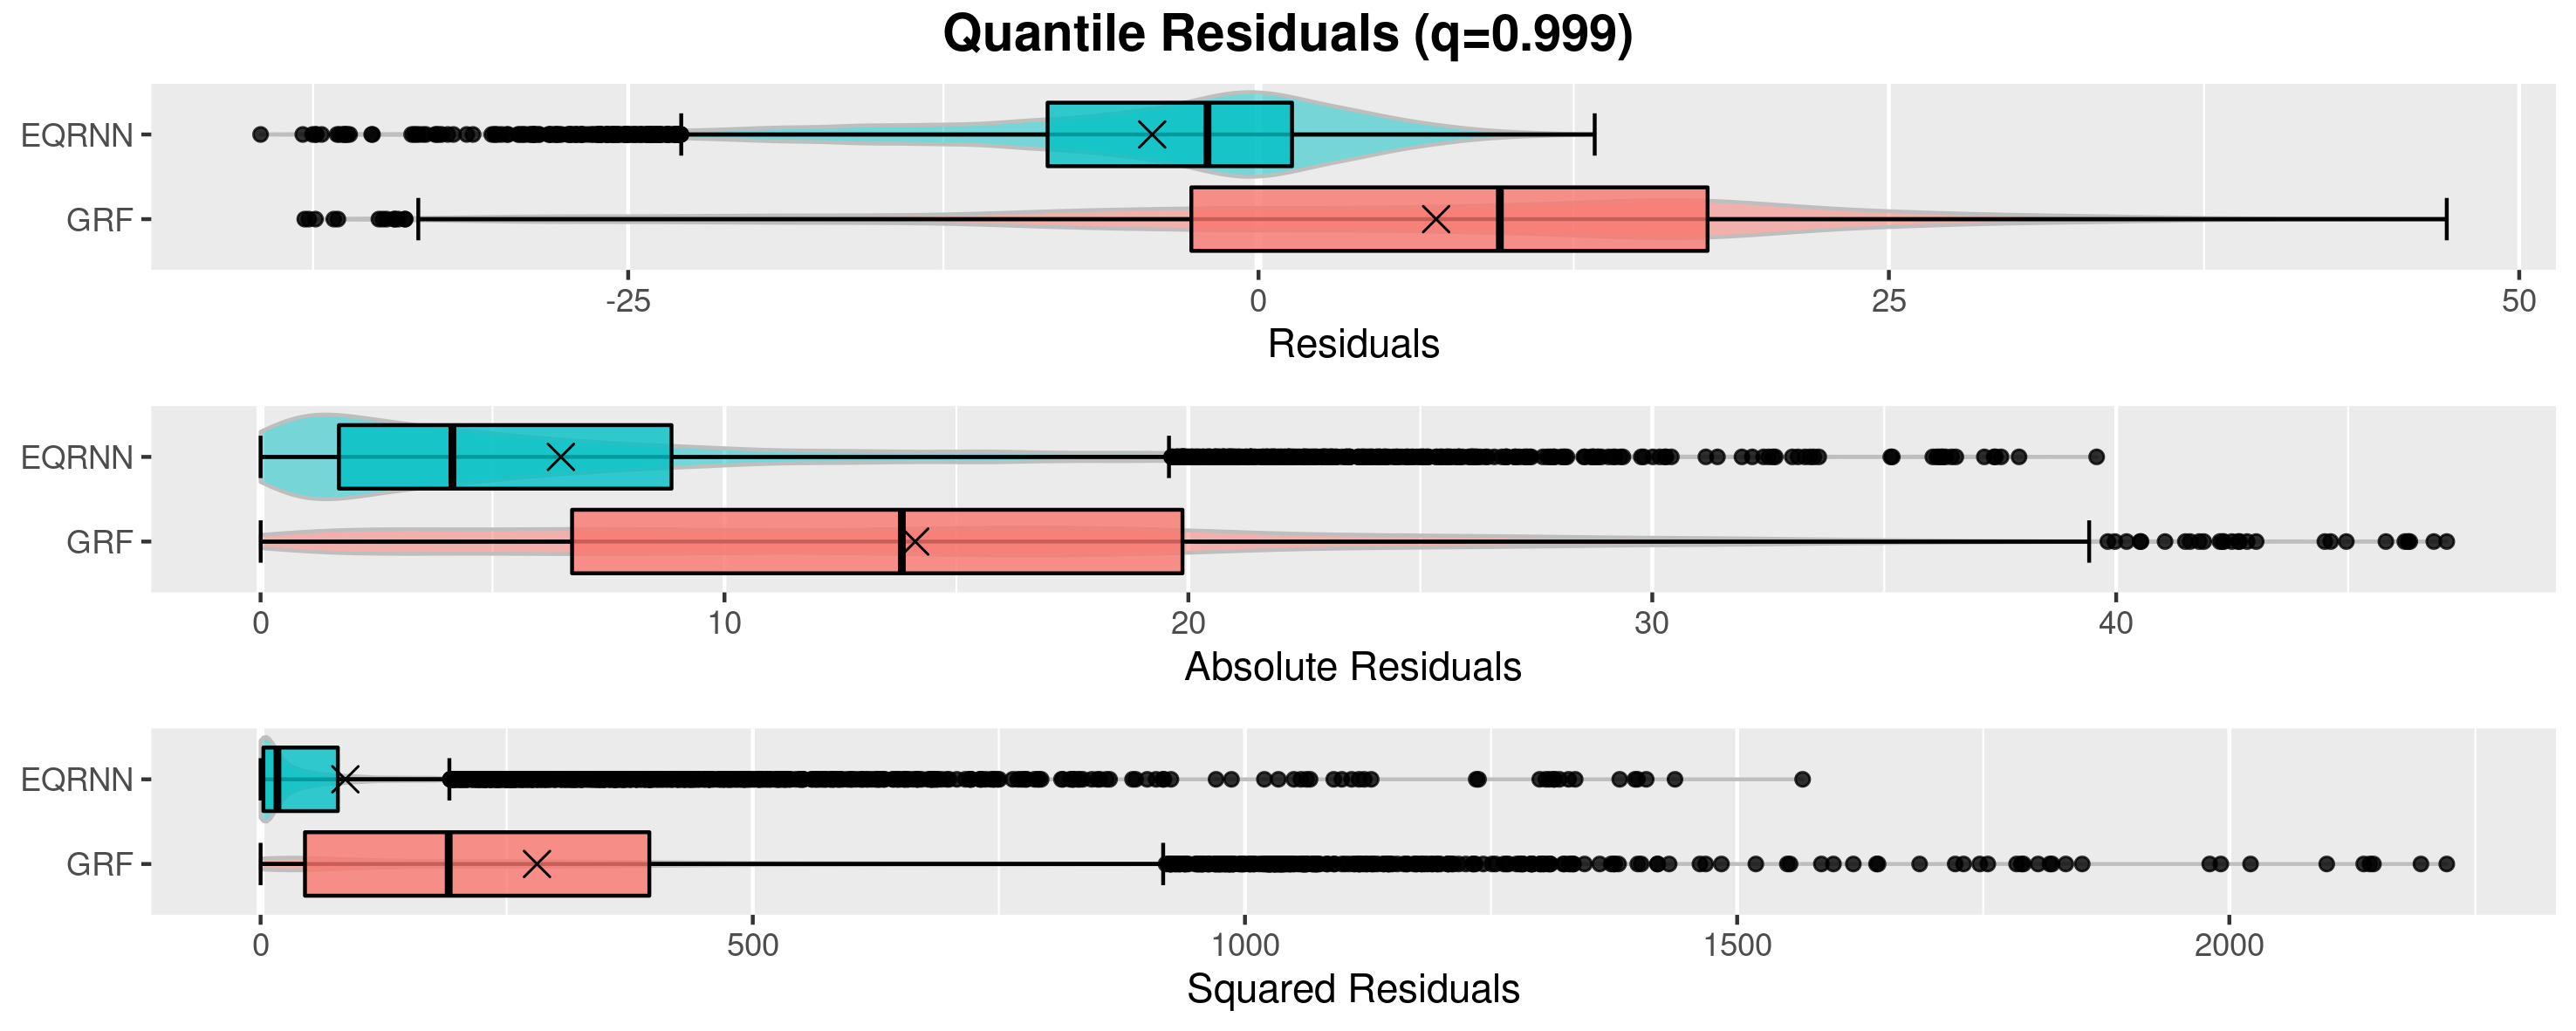 Quantile Residuals (q=0.999)
EQRNN
GRF
-25 0 25 50
Residuals
EQRNN
GRF
0 10 20 30 40
Absolute Residuals
EQRNN
GRF
0 500 1000 1500 2000
Squared Residuals